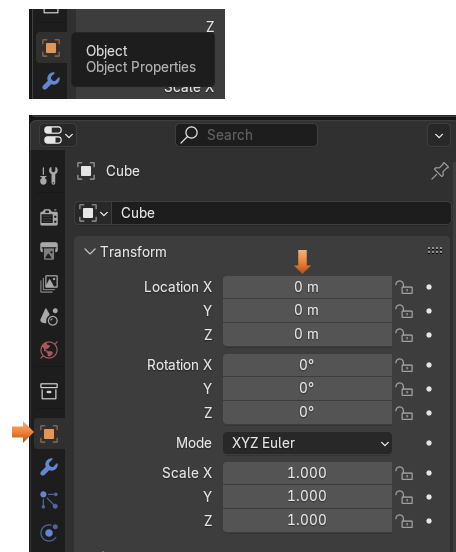 Z
Object
Object Properties
Scale X
Search
Cube
Cube
Transform
Location X 0 m
Y 0 m
Z 0 m
Rotation X 0°
Y 0°
Z 0°
Mode XYZ Euler
Scale X 1.000
Y 1.000
Z 1.000